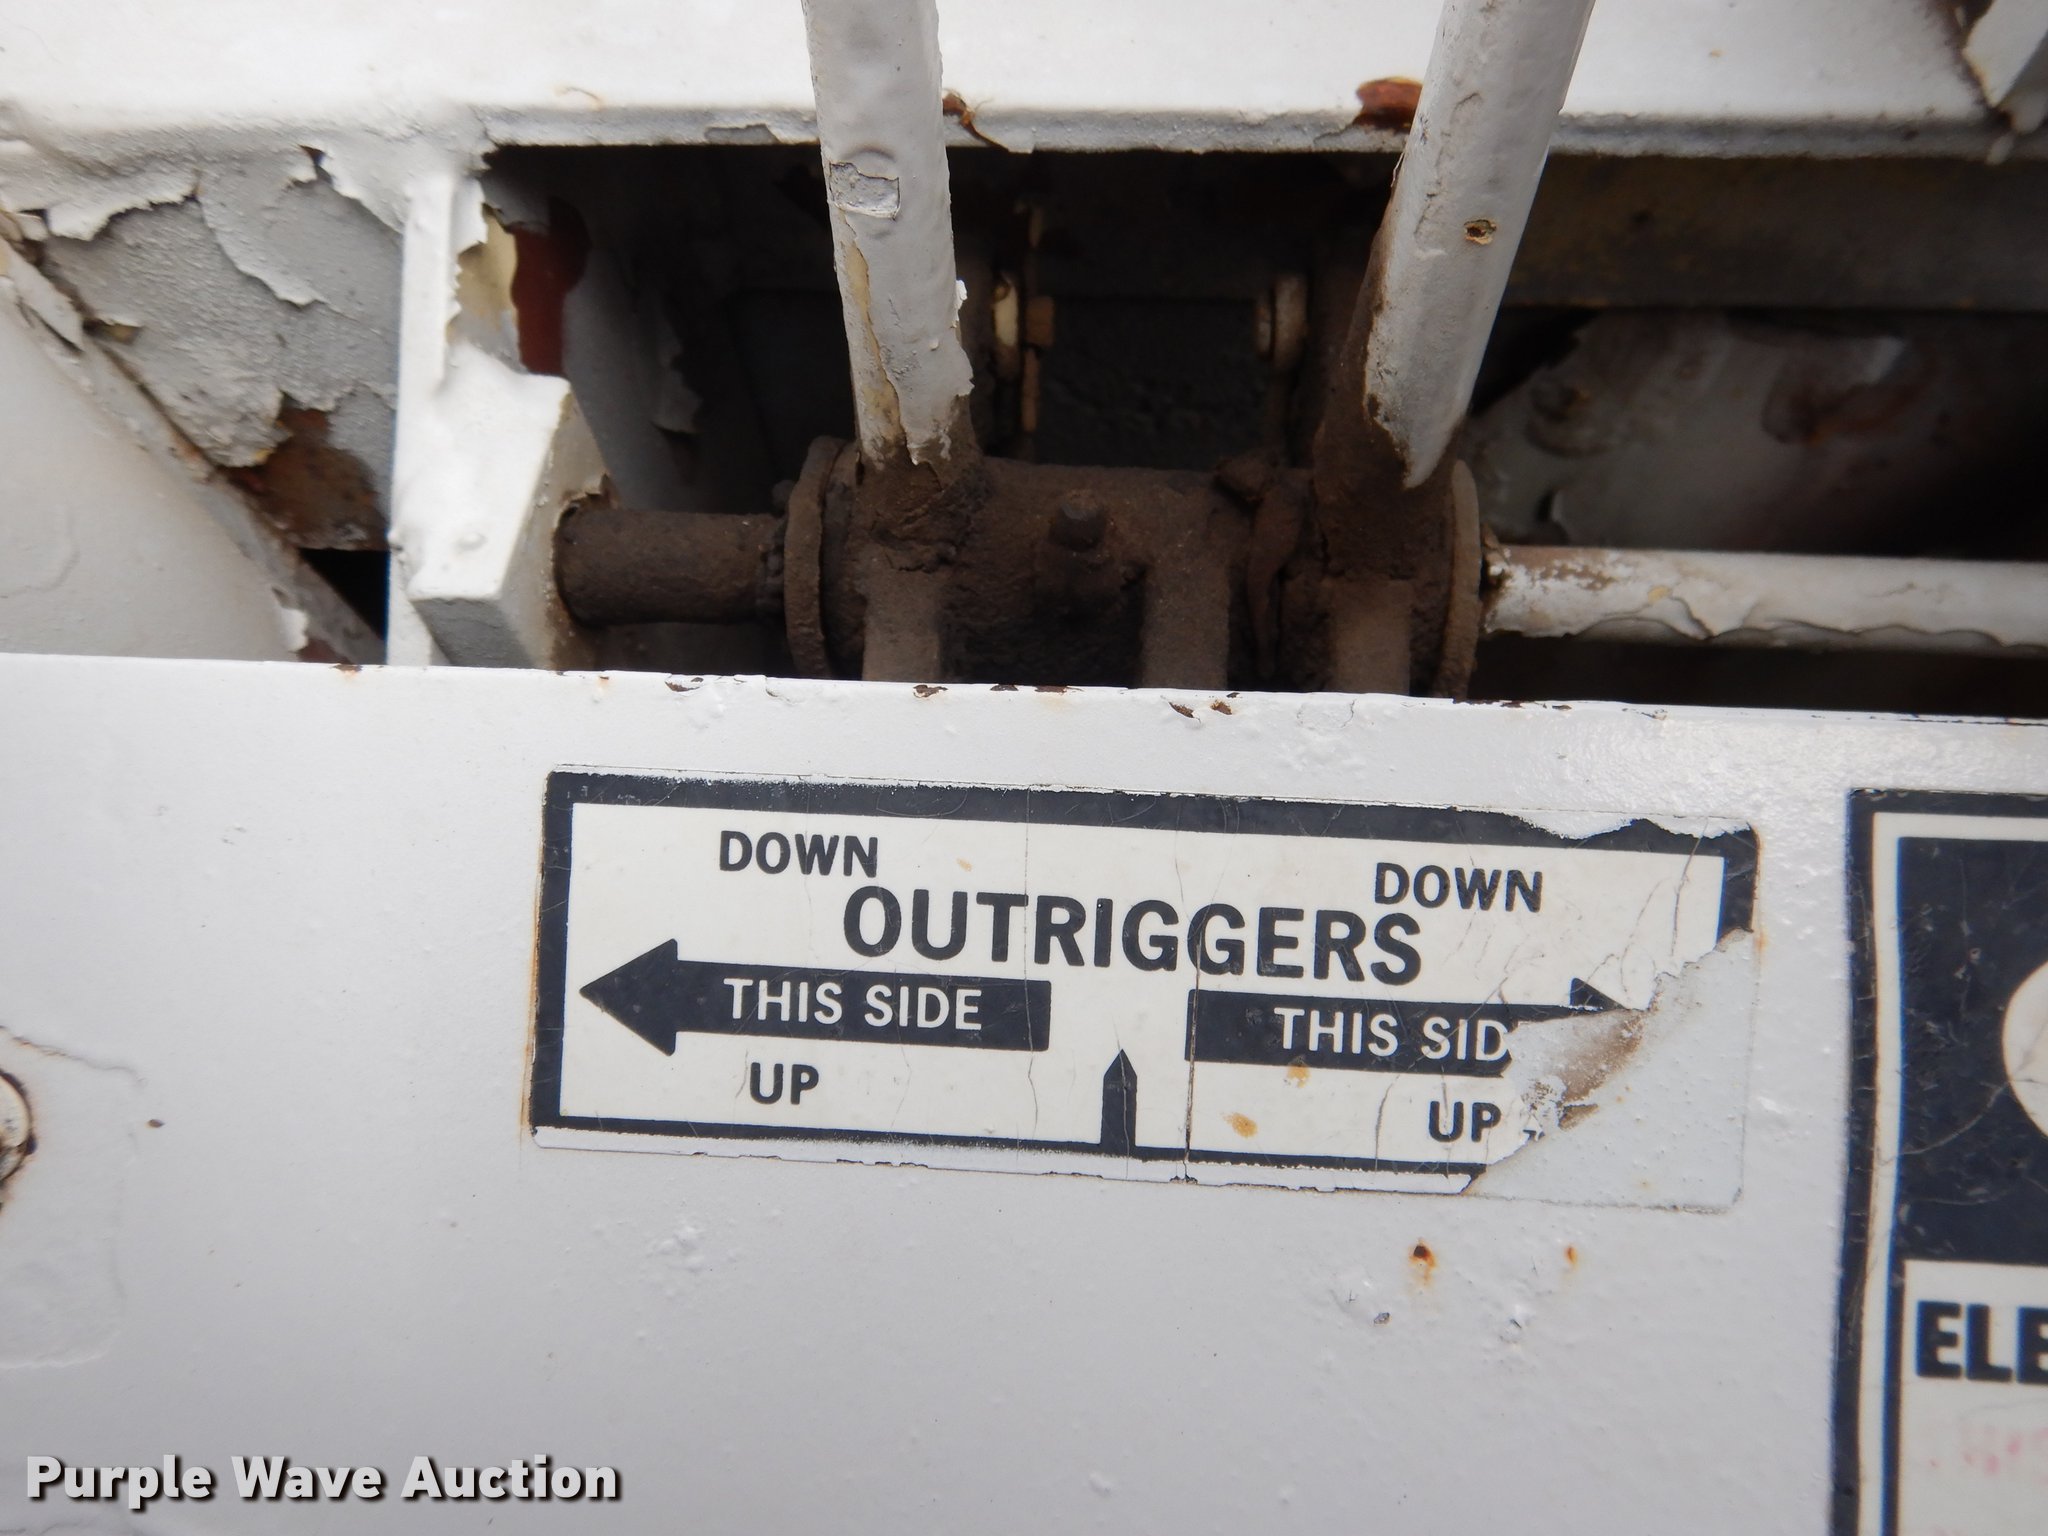 DOWN DOWN
OUTRIGGERS
THIS SIDE THIS SID
UP UP
ELE
Purple Wave Auction